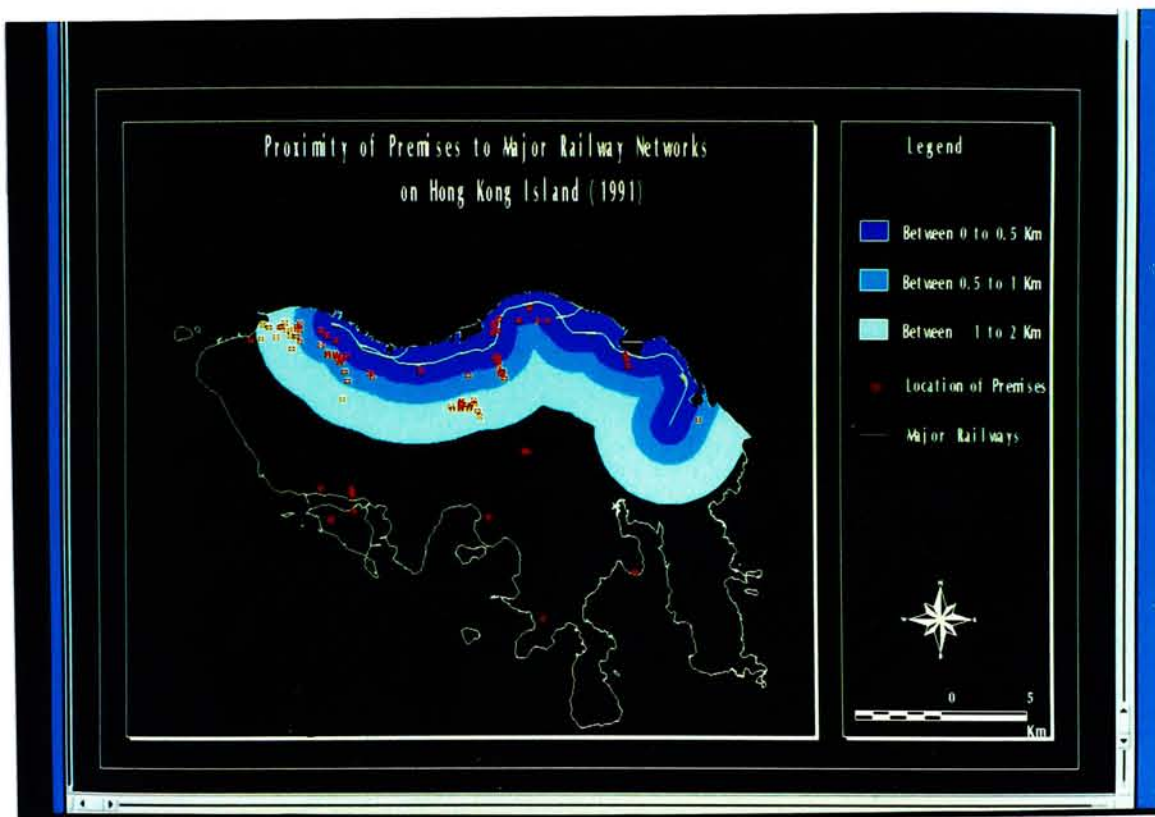 Proximity of Premises to Major Railway Networks
on Hong Kong Island (1991)
Legend
Between 0 to 0.5 Km
Between 0.5 to 1 Km
Between 1 to 2 Km
Location of Premises
Major Railways
0 5
Km